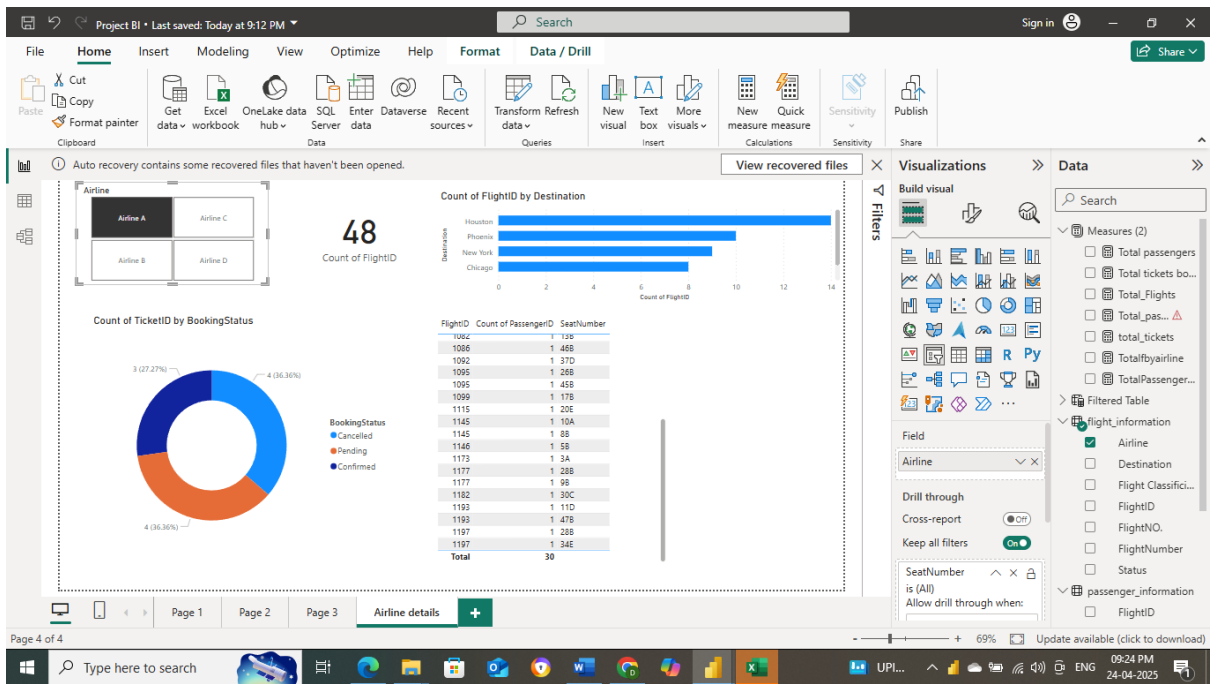 Project BI • Last saved: Today at 9:12 PM
Search
Sign in
File Home Insert Modeling View Optimize Help Format Data / Drill
Share
Paste
Cut
Copy
Format painter
Get data
Excel workbook
OneLake data hub
SQL Server
Enter data
Dataverse
Recent sources
Transform data
Refresh
New visual
Text box
More visuals
New measure
Quick measure
Sensitivity
Publish
Clipboard
Data
Queries
Insert
Calculations
Sensitivity
Share
Auto recovery contains some recovered files that haven't been opened.
View recovered files
Airline
Airline A Airline C
Airline B Airline D
48
Count of FlightID
Count of FlightID by Destination
Destination
Houston
Phoenix
New York
Chicago
0 2 4 6 8 10 12 14
Count of FlightID
Count of TicketID by BookingStatus
3 (27.27%)
4 (36.36%)
4 (36.36%)
BookingStatus
Cancelled
Pending
Confirmed
FlightID Count of PassengerID SeatNumber
1082 1 13B
1086 1 46B
1092 1 37D
1095 1 26B
1095 1 45B
1099 1 17B
1115 1 20E
1145 1 10A
1145 1 8B
1146 1 5B
1173 1 3A
1177 1 28B
1177 1 9B
1182 1 30C
1193 1 11D
1193 1 47B
1197 1 28B
1197 1 34E
Total 30
Filters
Visualizations
Build visual
R Py
123
123
Field
Airline
Drill through
Cross-report
Off
Keep all filters
On
SeatNumber
is (All)
Allow drill through when:
Data
Search
Measures (2)
Total passengers
Total tickets bo...
Total_Flights
Total_pas...
total_tickets
Totalfbyairline
TotalPassenger...
Filtered Table
flight_information
Airline
Destination
Flight Classifici...
FlightID
FlightNO.
FlightNumber
Status
passenger_information
FlightID
Page 1 Page 2 Page 3 Airline details
Page 4 of 4
69%
Update available (click to download)
Type here to search
UPI...
ENG
09:24 PM
24-04-2025